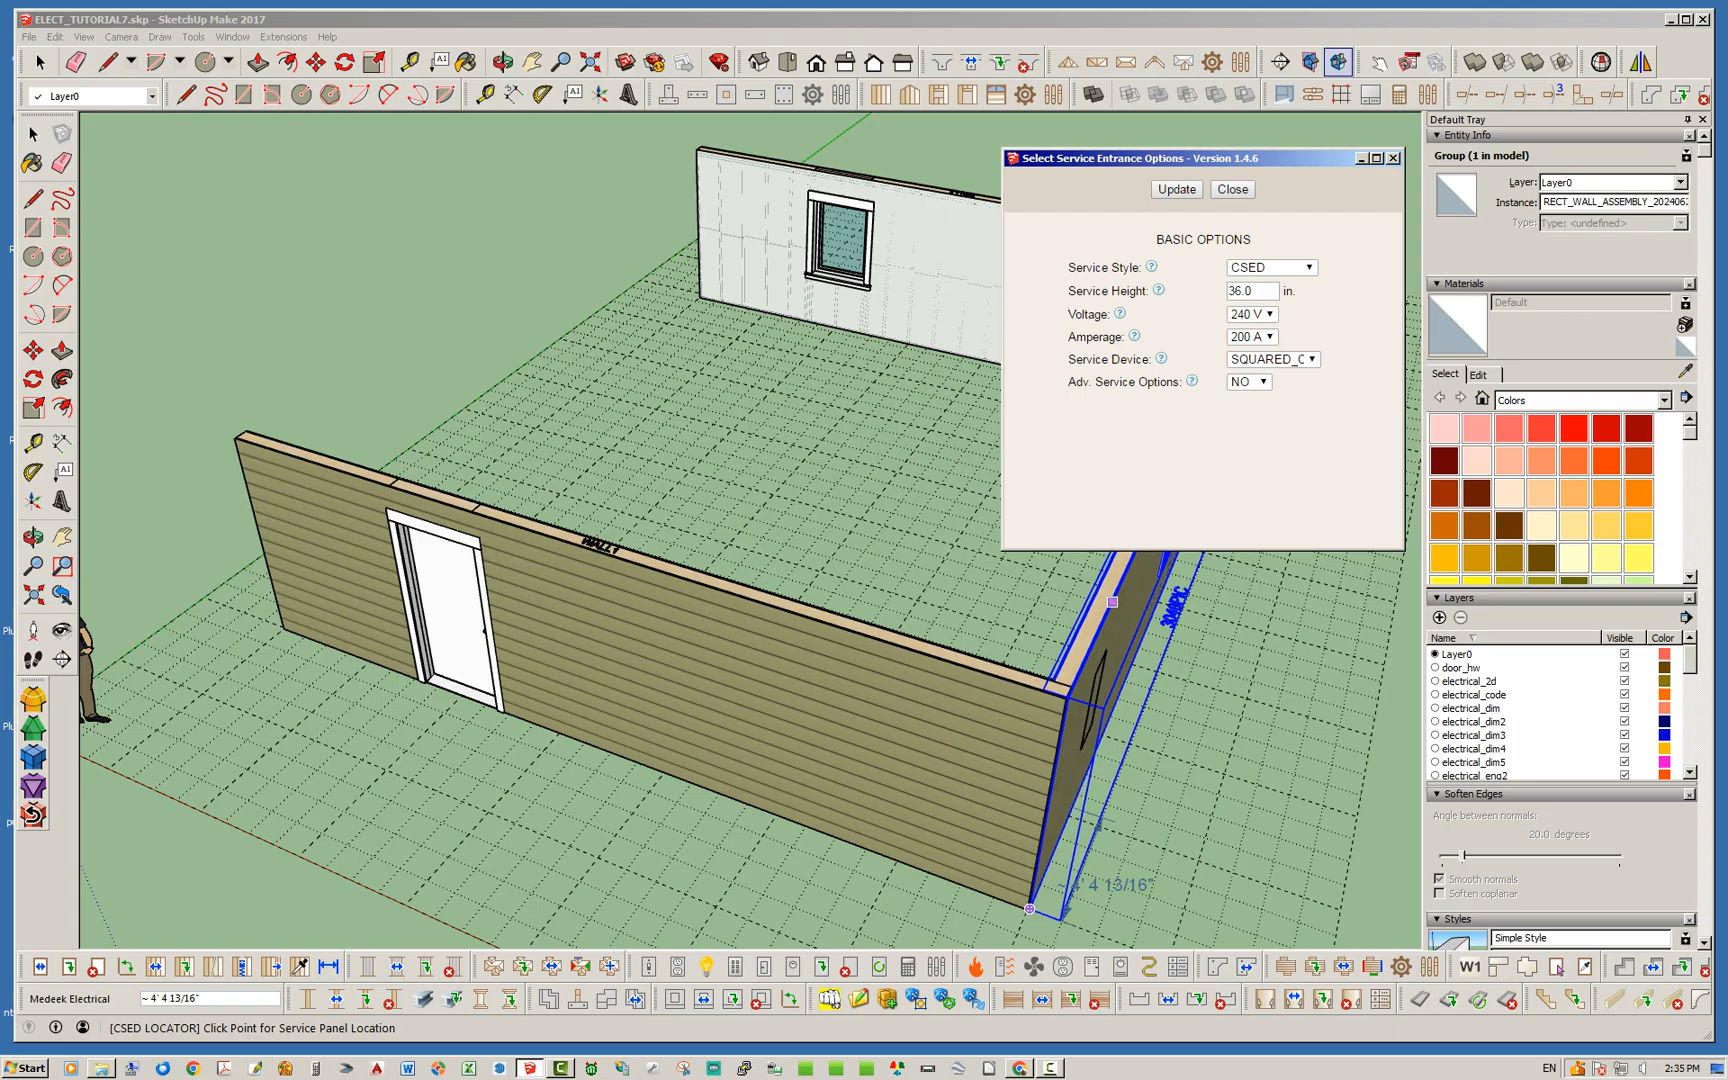 ELECT_TUTORIAL7.skp - SketchUp Make 2017
File Edit View Camera Draw Tools Window Extensions Help
Layer0
Default Tray
Entity Info
Group (1 in model)
Layer: Layer0
Instance: RECT_WALL_ASSEMBLY_2024062
Type: Type: <undefined>
Materials
Default
Select Edit
Colors
Layers
Name Visible Color
Layer0
door_hw
electrical_2d
electrical_code
electrical_dim
electrical_dim2
electrical_dim3
electrical_dim4
electrical_dim5
electrical_eng2
Soften Edges
Angle between normals:
20.0 degrees
Smooth normals
Soften coplanar
Styles
Simple Style
Select Service Entrance Options - Version 1.4.6
Update Close
BASIC OPTIONS
Service Style: CSED
Service Height: 36.0 in.
Voltage: 240 V
Amperage: 200 A
Service Device: SQUARED_C
Adv. Service Options: NO
~ 4' 4 13/16"
W1
Medeek Electrical ~ 4' 4 13/16"
[CSED LOCATOR] Click Point for Service Panel Location
Start
EN
2:35 PM